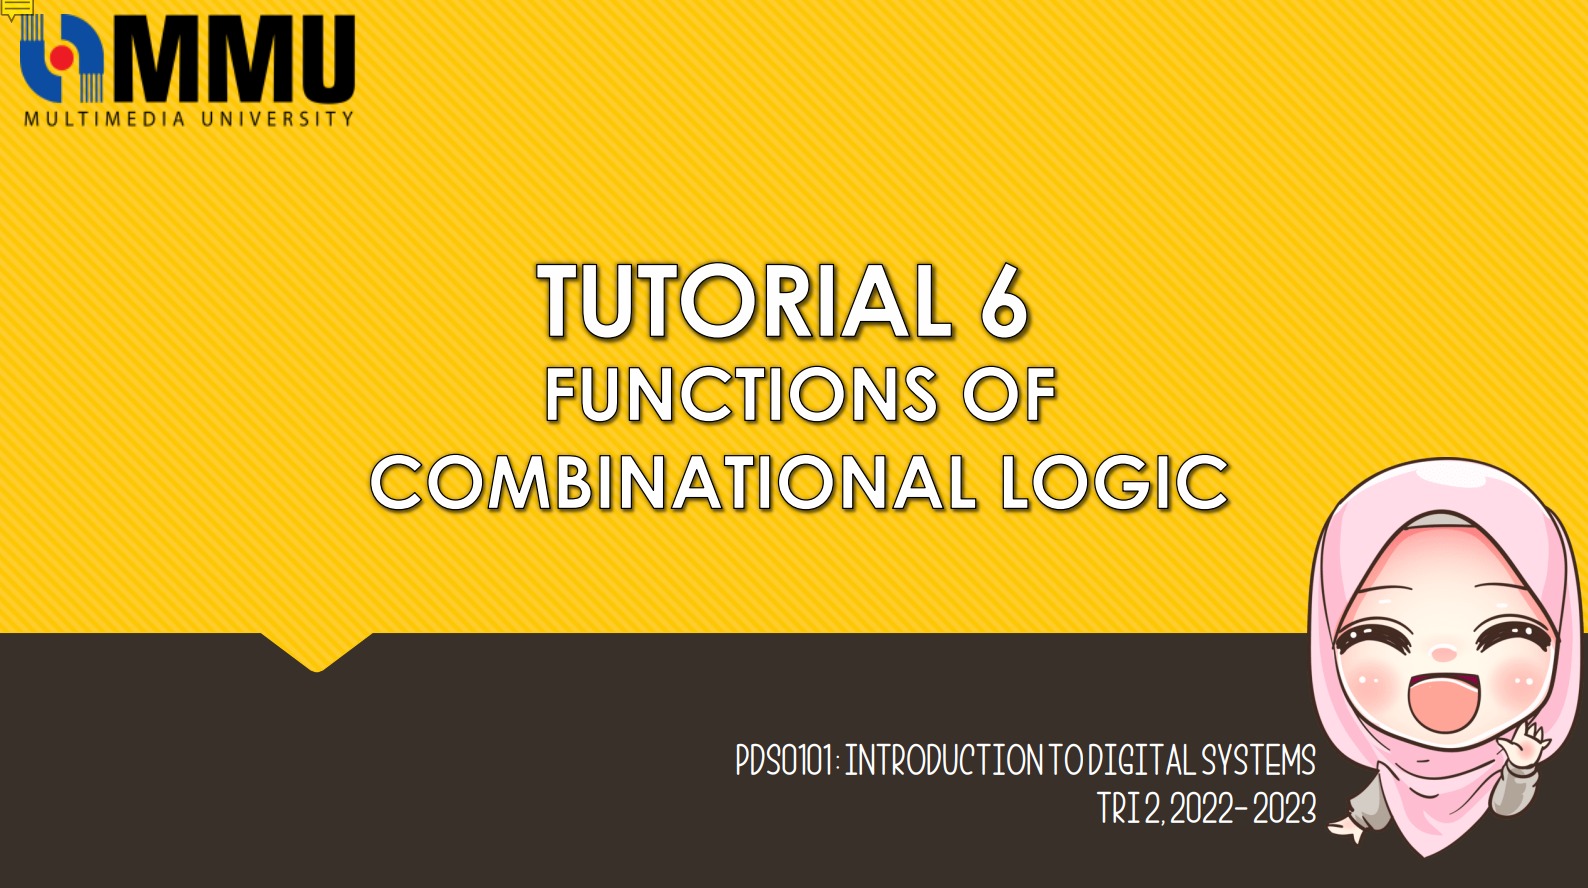 MMU
MULTIMEDIA UNIVERSITY
TUTORIAL 6
FUNCTIONS OF
COMBINATIONAL LOGIC
PDS0101 : INTRODUCTION TO DIGITAL SYSTEMS
TRI 2, 2022- 2023